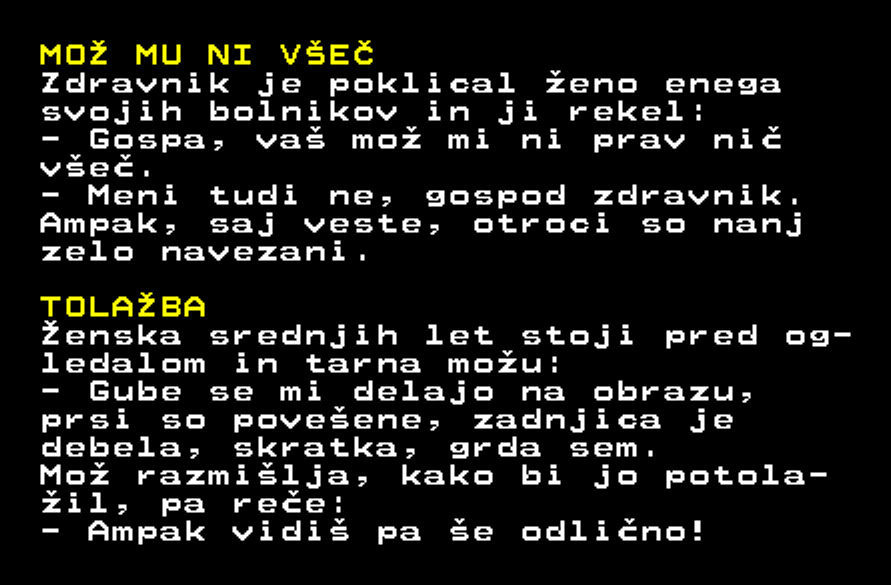 MOŽ MU NI VŠEČ
Zdravnik je poklical ženo enega
svojih bolnikov in ji rekel:
- Gospa, vaš mož mi ni prav nič
všeč.
- Meni tudi ne, gospod zdravnik.
Ampak, saj veste, otroci so nanj
zelo navezani.
TOLAŽBA
Ženska srednjih let stoji pred og-
ledalom in tarna možu:
- Gube se mi delajo na obrazu,
prsi so povešene, zadnjica je
debela, skratka, grda sem.
Mož razmišlja, kako bi jo potola-
žil, pa reče:
- Ampak vidiš pa še odlično!